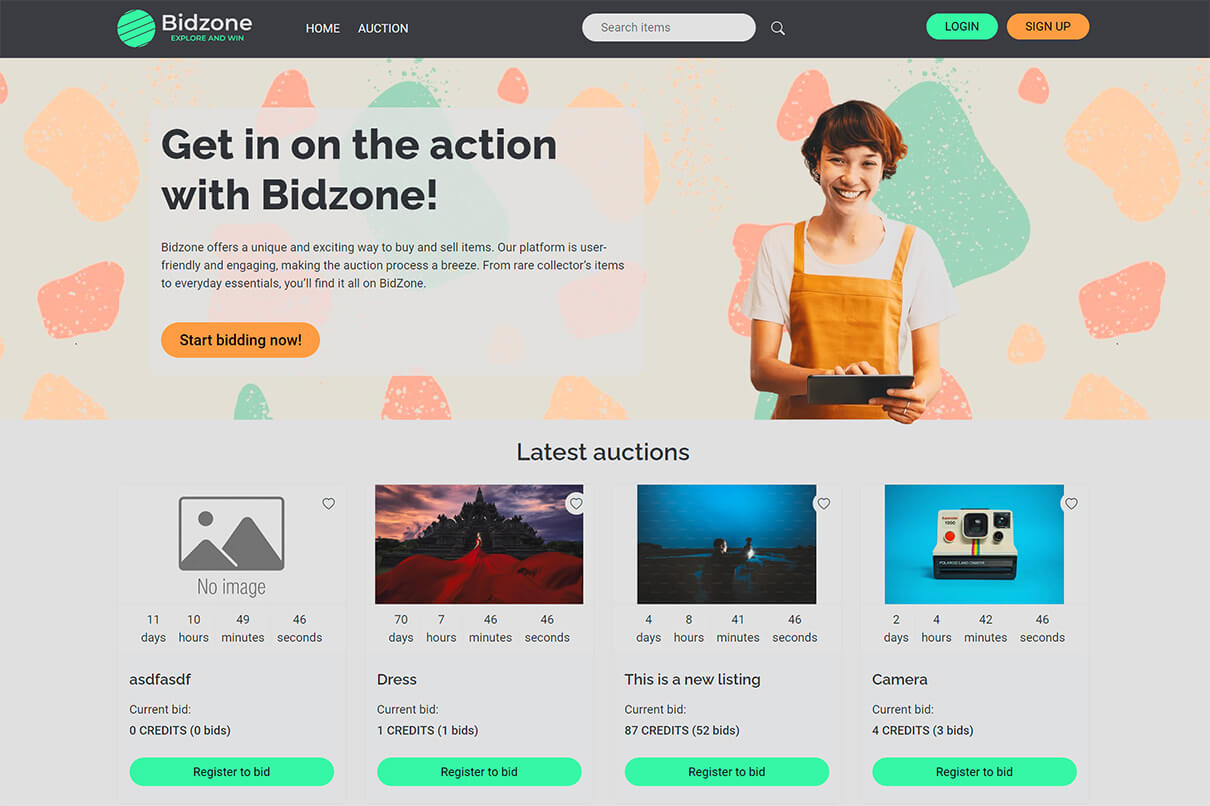 Bidzone
EXPLORE AND WIN
HOME AUCTION
Search items
LOGIN SIGN UP
Get in on the action
with Bidzone!
Bidzone offers a unique and exciting way to buy and sell items. Our platform is user-
friendly and engaging, making the auction process a breeze. From rare collector’s items
to everyday essentials, you’ll find it all on BidZone.
Start bidding now!
Latest auctions
No image
11 10 49 46
days hours minutes seconds
asdfasdf
Current bid:
0 CREDITS (0 bids)
Register to bid
70 7 46 46
days hours minutes seconds
Dress
Current bid:
1 CREDITS (1 bids)
Register to bid
4 8 41 46
days hours minutes seconds
This is a new listing
Current bid:
87 CREDITS (52 bids)
Register to bid
1000
POLAROID LAND CAMERA
2 4 42 46
days hours minutes seconds
Camera
Current bid:
4 CREDITS (3 bids)
Register to bid